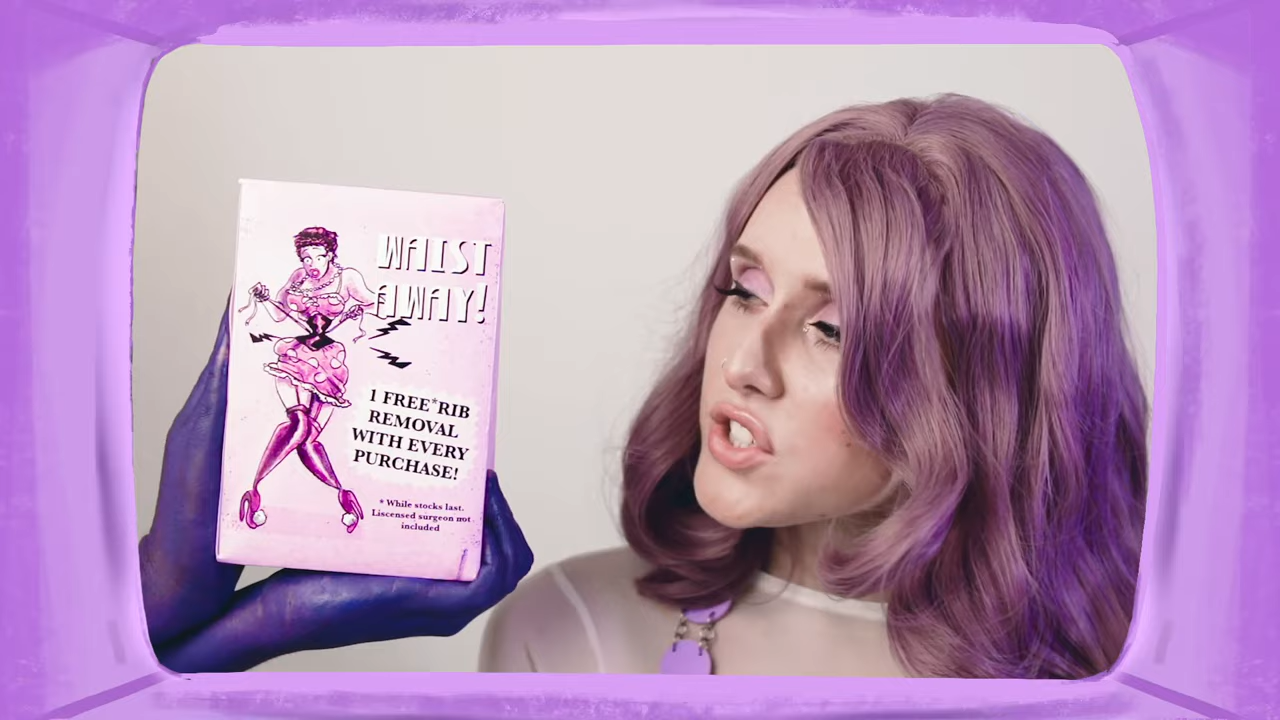 WAIST
AWAY!
1 FREE*RIB
REMOVAL
WITH EVERY
PURCHASE!
* While stocks last.
Liscensed surgeon not
included